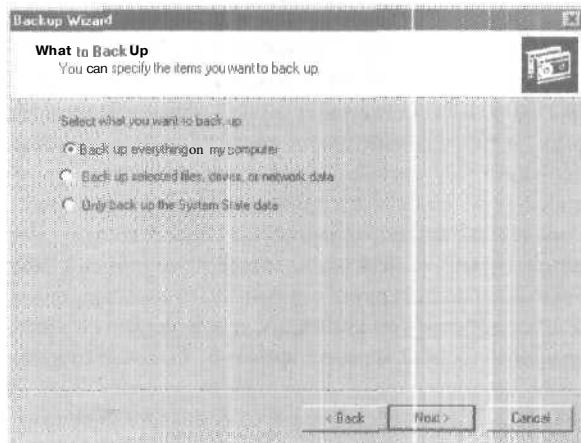 Backup Wizard
What to Back Up
You can specify the items you want to back up.
Select what you want to back up:
Back up everything on my computer
Back up selected files, drives, or network data
Only back up the System State data
< Back
Next >
Cancel